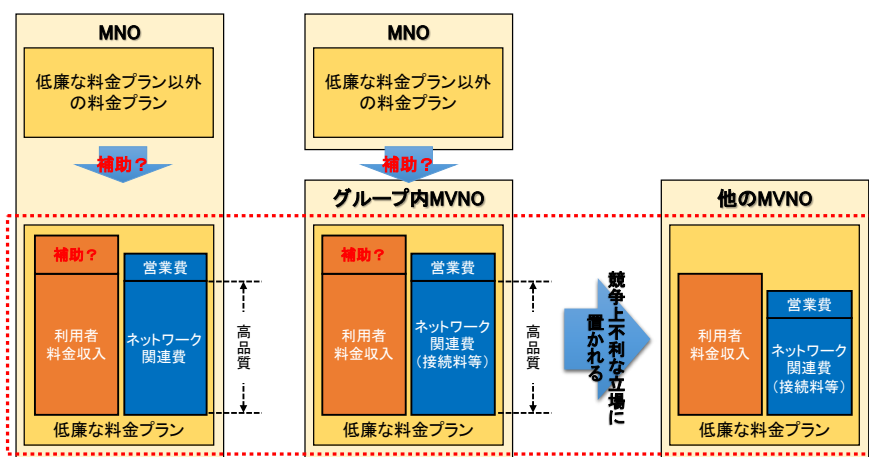 MNO
低廉な料金プラン以外
の料金プラン
補助？
補助？
営業費
利用者
料金収入
ネットワーク
関連費
高品質
低廉な料金プラン
MNO
低廉な料金プラン以外
の料金プラン
補助？
グループ内MVNO
補助？
営業費
利用者
料金収入
ネットワーク
関連費
(接続料等)
高品質
低廉な料金プラン
競争上不利な立場に
置かれる
他のMVNO
営業費
利用者
料金収入
ネットワーク
関連費
(接続料等)
低廉な料金プラン